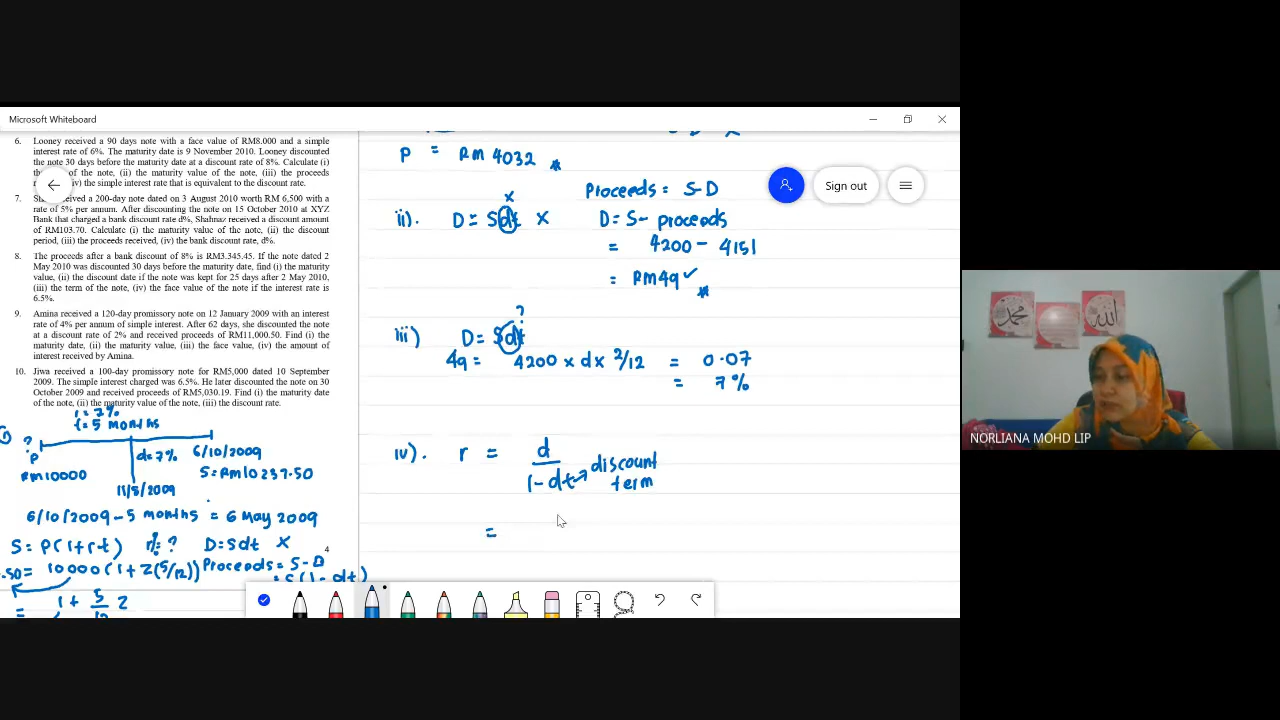 Microsoft Whiteboard
6. Looney received a 90 days note with a face value of RM8.000 and a simple
interest rate of 6%. The maturity date is 9 November 2010. Looney discounted
the note 30 days before the maturity date at a discount rate of 8%. Calculate (i)
of the note, (ii) the maturity value of the note, (iii) the proceeds
(iv) the simple interest rate that is equivalent to the discount rate.
7. received a 200-day note dated on 3 August 2010 worth RM 6,500 with a
rate of 5% per annum. After discounting the note on 15 October 2010 at XYZ
Bank that charged a bank discount rate d%, Shahnaz received a discount amount
of RM103.70. Calculate (i) the maturity value of the note, (ii) the discount
period, (iii) the proceeds received, (iv) the bank discount rate, d%.
8. The proceeds after a bank discount of 8% is RM3.345.45. If the note dated 2
May 2010 was discounted 30 days before the maturity date, find (i) the maturity
value, (ii) the discount date if the note was kept for 25 days after 2 May 2010,
(iii) the term of the note, (iv) the face value of the note if the interest rate is
6.5%.
9. Amina received a 120-day promissory note on 12 January 2009 with an interest
rate of 4% per annum of simple interest. After 62 days, she discounted the note
at a discount rate of 2% and received proceeds of RM11,000.50. Find (i) the
maturity date, (ii) the maturity value, (iii) the face value, (iv) the amount of
interest received by Amina.
10. Jiwa received a 100-day promissory note for RM5,000 dated 10 September
2009. The simple interest charged was 6.5%. He later discounted the note on 30
October 2009 and received proceeds of RM5,030.19. Find (i) the maturity date
of the note, (ii) the maturity value of the note, (iii) the discount rate.
i = 7%
t = 5 months
?
P
RM10000
d=7%
6/10/2009
S=RM10237.50
11/8/2009
6/10/2009 - 5 months = 6 May 2009
S= P(1+rt) r=? D=Sdt X
4
.50= 10000(1+2(5/12)) Proceeds = S-D
= S(1-dt)
= 1 + 5/12 2
P = RM 4032 *
Proceeds = S-D
x
ii). D= Sdt X D= S- proceeds
= 4200 - 4151
= RM49 ✓ *
?
iii) D= Sdt
49= 4200 x d x 2/12 = 0.07
= 7%
iv). r = d/1-dt → discount term
=
Sign out
NORLIANA MOHD LIP
محمد
الله